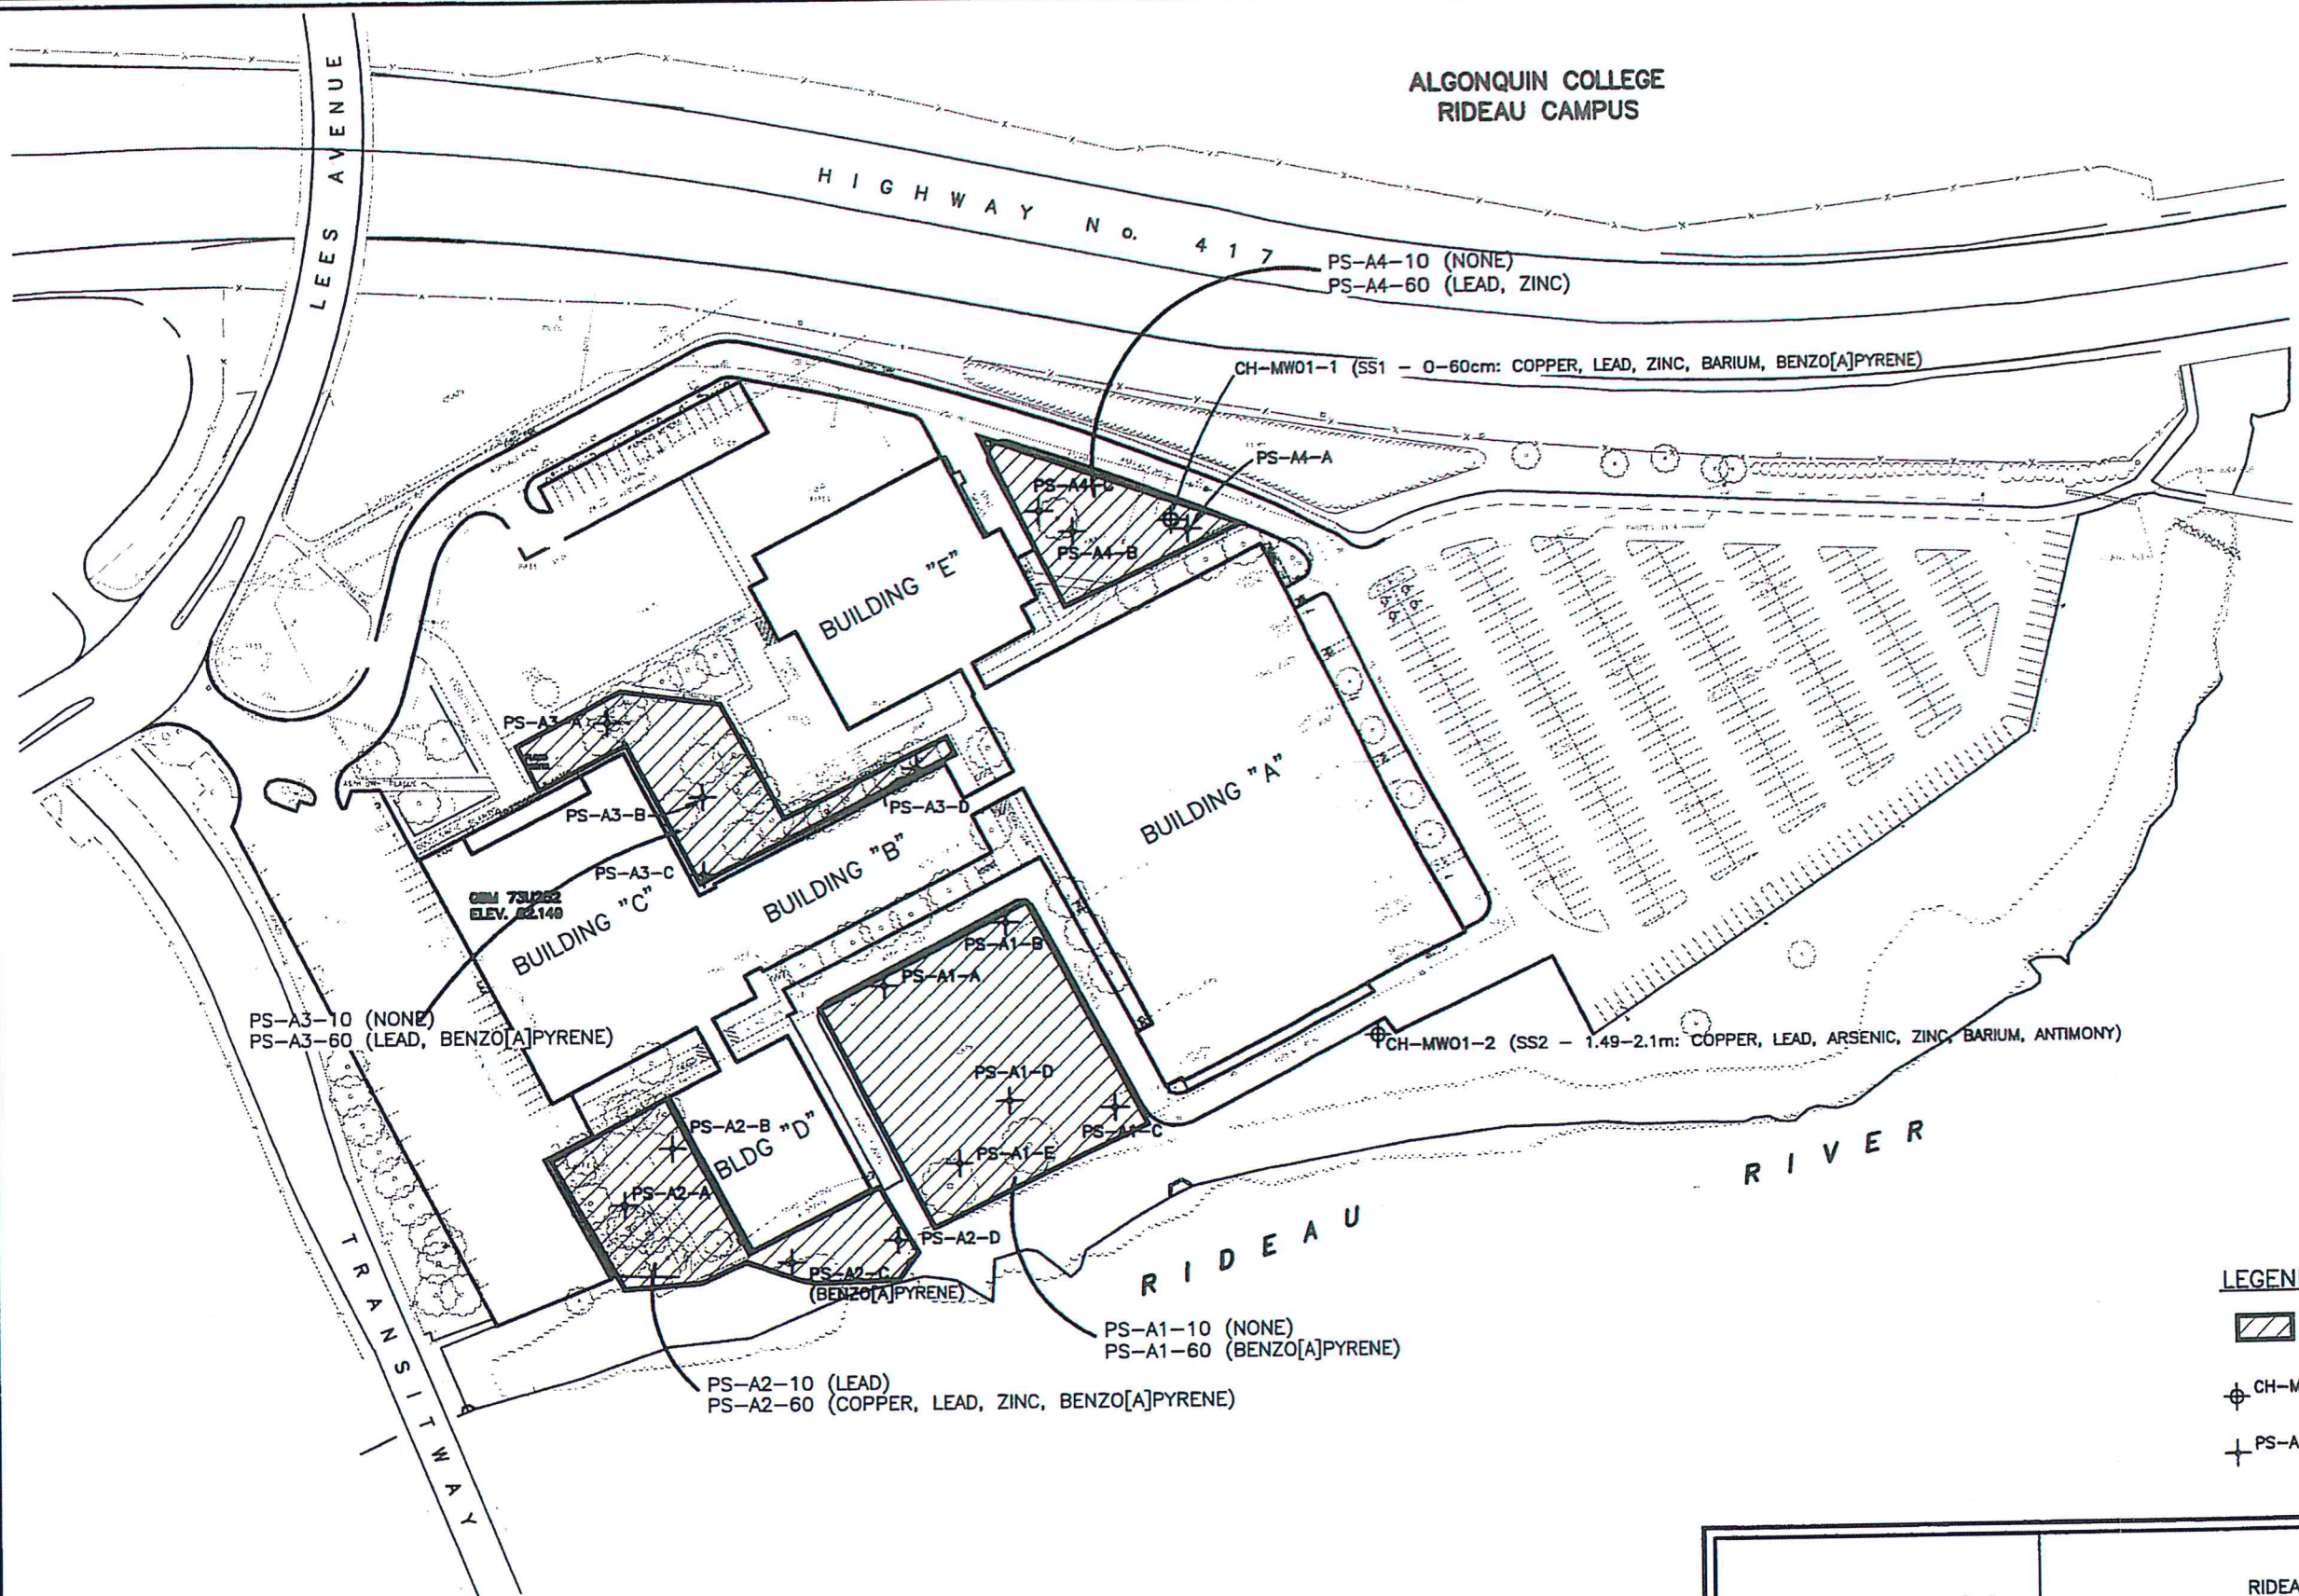 ALGONQUIN COLLEGE
RIDEAU CAMPUS
LEES AVENUE
HIGHWAY No. 417
PS-A4-10 (NONE)
PS-A4-60 (LEAD, ZINC)
CH-MW01-1 (SS1 - 0-60cm: COPPER, LEAD, ZINC, BARIUM, BENZO[A]PYRENE)
PS-A4-A
PS-A4-C
PS-A4-B
BUILDING "E"
PS-A3-A
PS-A3-B
PS-A3-D
BUILDING "A"
PS-A3-C
BUILDING "B"
ELEV.
BUILDING "C"
PS-A1-B
PS-A1-A
PS-A3-10 (NONE)
PS-A3-60 (LEAD, BENZO[A]PYRENE)
CH-MW01-2 (SS2 - 1.49-2.1m: COPPER, LEAD, ARSENIC, ZINC, BARIUM, ANTIMONY)
PS-A1-D
PS-A2-B
BLDG "D"
PS-A1-C
PS-A1-E
PS-A2-A
PS-A2-D
PS-A2-C
(BENZO[A]PYRENE)
RIDEAU RIVER
TRANSITWAY
PS-A1-10 (NONE)
PS-A1-60 (BENZO[A]PYRENE)
PS-A2-10 (LEAD)
PS-A2-60 (COPPER, LEAD, ZINC, BENZO[A]PYRENE)
LEGEN
CH-M
PS-A
RIDEA